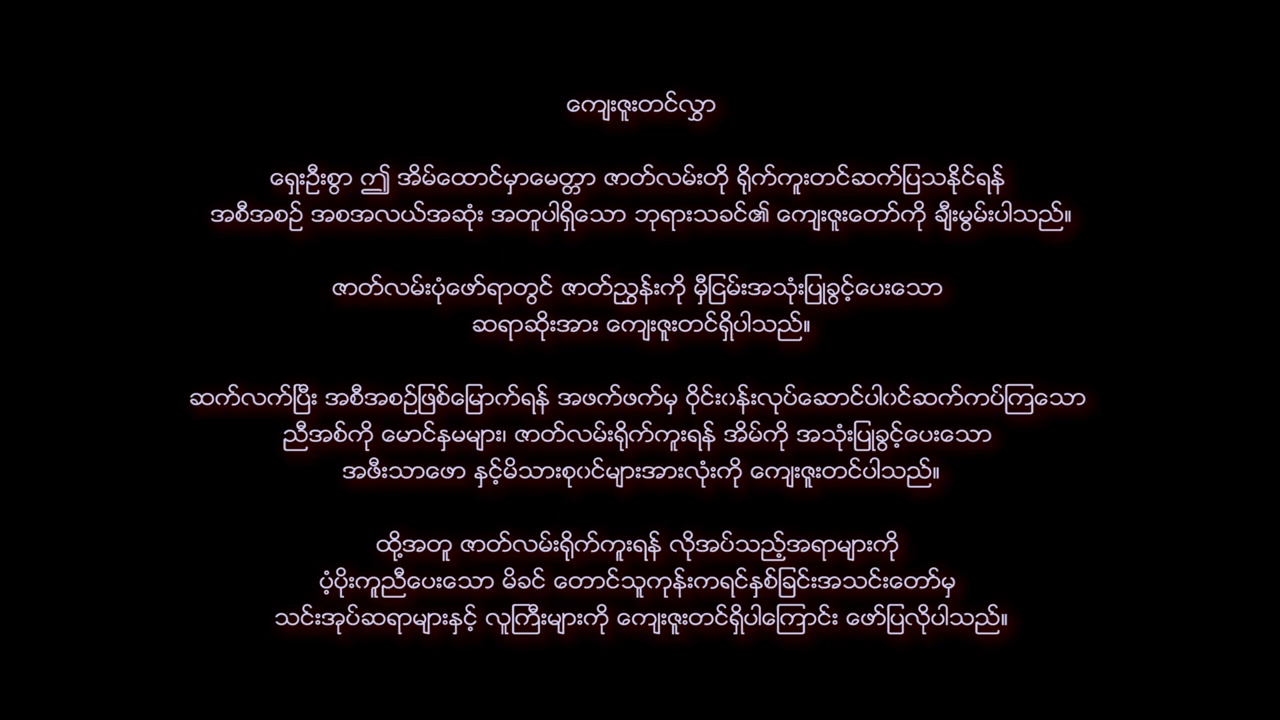 ကျေးဇူးတင်လွှာ
ရှေးဦးစွာ ဤ အိမ်ထောင်မှာမေတ္တာ ဇာတ်လမ်းတို ရိုက်ကူးတင်ဆက်ပြသနိုင်ရန်
အစီအစဉ် အစအလယ်အဆုံး အတူပါရှိသော ဘုရားသခင်၏ ကျေးဇူးတော်ကို ချီးမွမ်းပါသည်။
ဇာတ်လမ်းပုံဖော်ရာတွင် ဇာတ်ညွှန်းကို မှီငြမ်းအသုံးပြုခွင့်ပေးသော
ဆရာဆိုးအား ကျေးဇူးတင်ရှိပါသည်။
ဆက်လက်ပြီး အစီအစဉ်ဖြစ်မြောက်ရန် အဖက်ဖက်မှ ဝိုင်းဝန်းလုပ်ဆောင်ပါဝင်ဆက်ကပ်ကြသော
ညီအစ်ကို မောင်နှမများ၊ ဇာတ်လမ်းရိုက်ကူးရန် အိမ်ကို အသုံးပြုခွင့်ပေးသော
အဖီးသာဖော နှင့်မိသားစုဝင်များအားလုံးကို ကျေးဇူးတင်ပါသည်။
ထို့အတူ ဇာတ်လမ်းရိုက်ကူးရန် လိုအပ်သည့်အရာများကို
ပံ့ပိုးကူညီပေးသော မိခင် တောင်သူကုန်းကရင်နှစ်ခြင်းအသင်းတော်မှ
သင်းအုပ်ဆရာများနှင့် လူကြီးများကို ကျေးဇူးတင်ရှိပါကြောင်း ဖော်ပြလိုပါသည်။